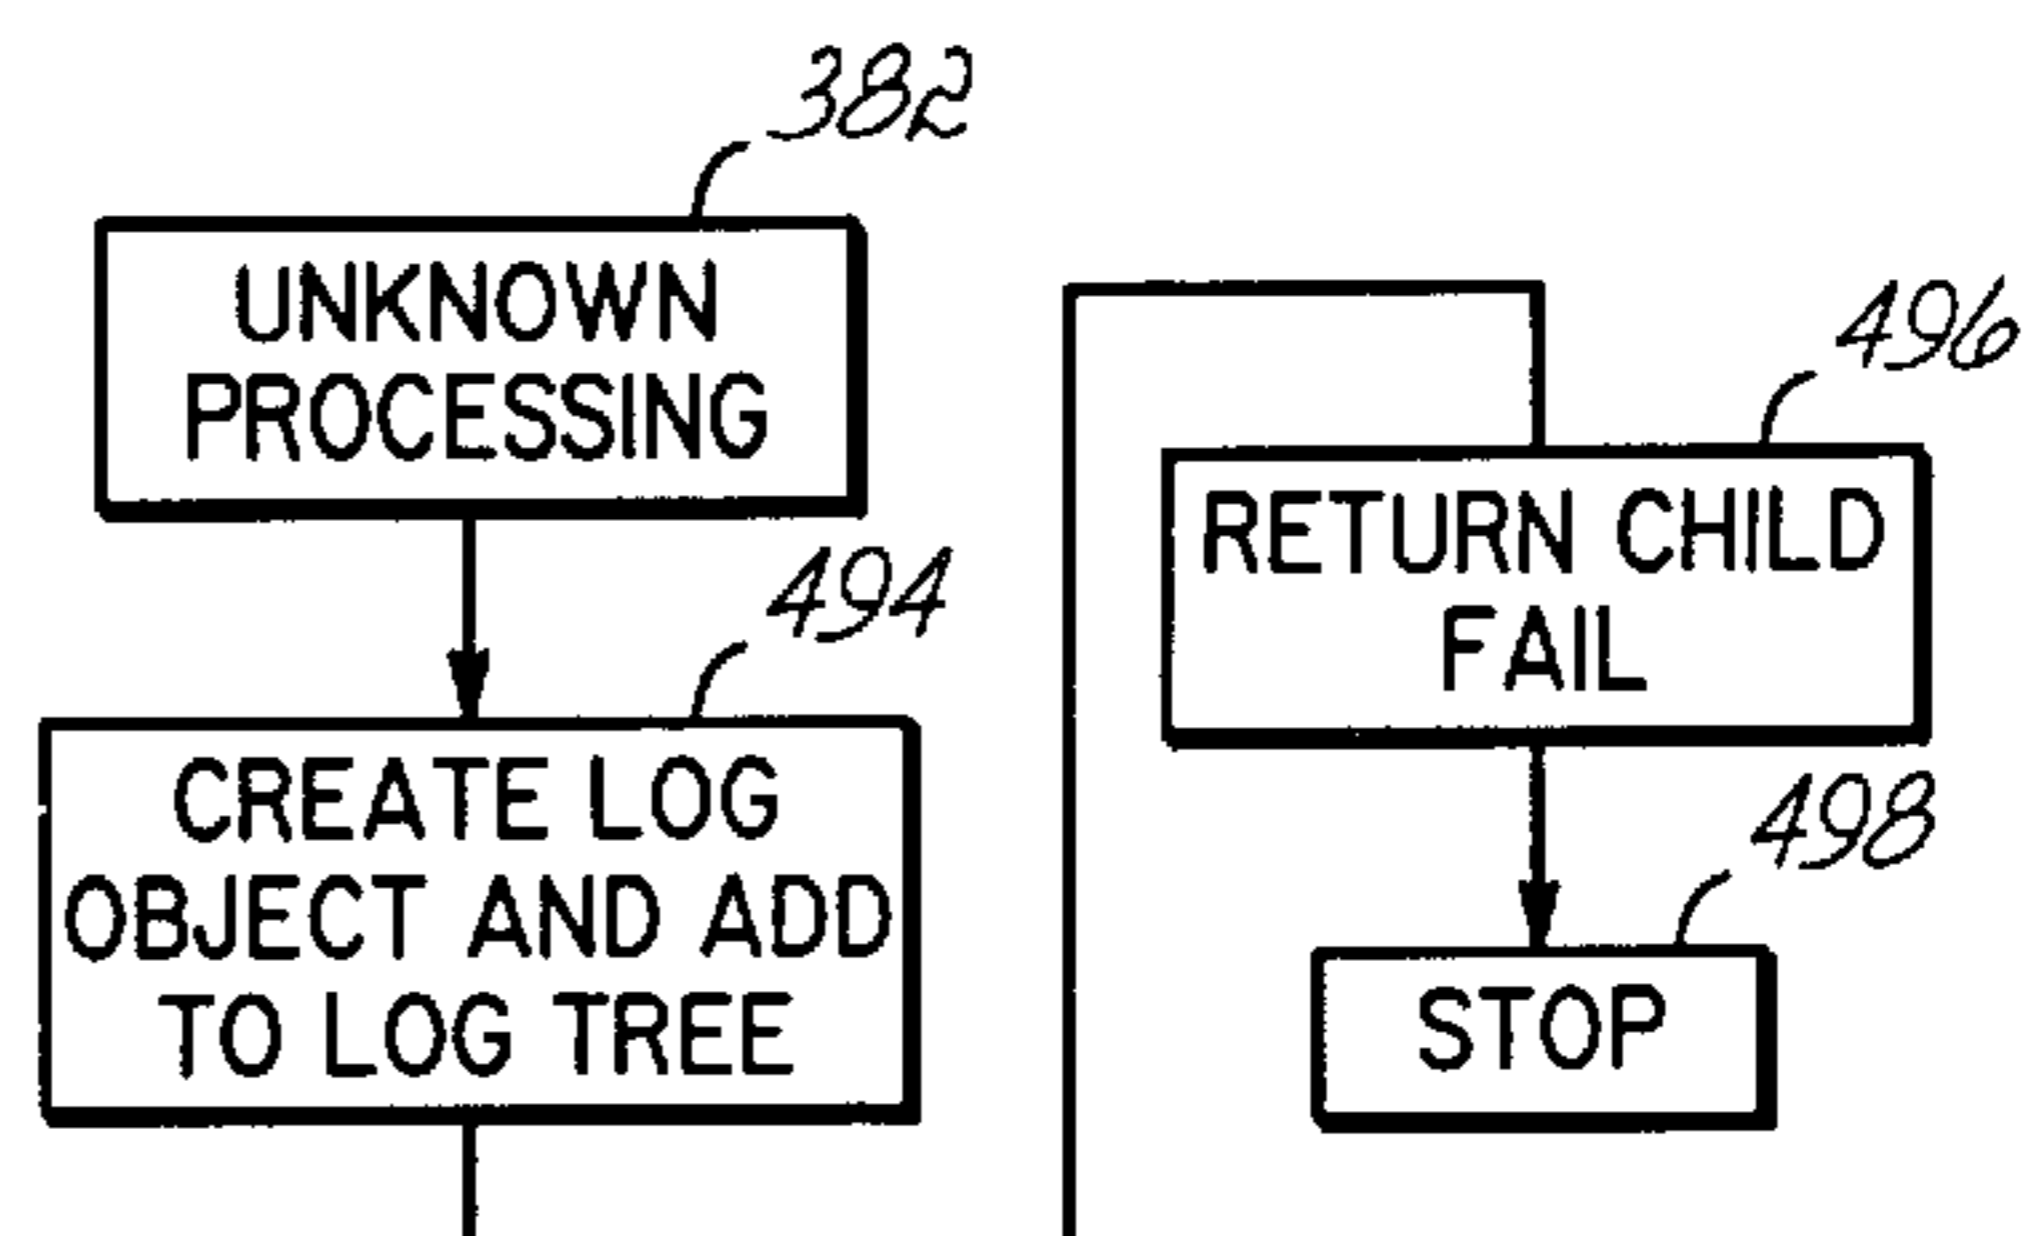 382
UNKNOWN
PROCESSING
494
CREATE LOG
OBJECT AND ADD
TO LOG TREE
496
RETURN CHILD
FAIL
498
STOP